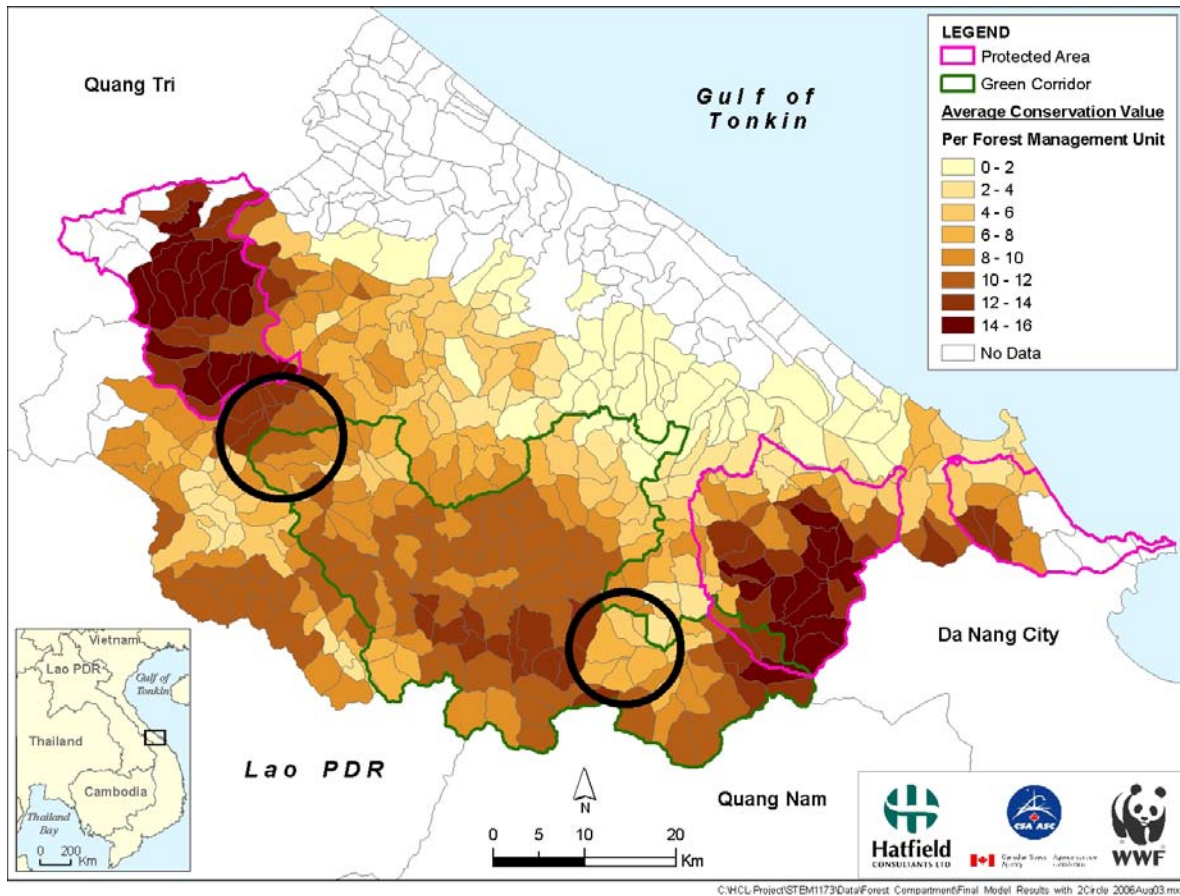 Quang Tri
Gulf of
Tonkin
LEGEND
Protected Area
Green Corridor
Average Conservation Value
Per Forest Management Unit
0 - 2
2 - 4
4 - 6
6 - 8
8 - 10
10 - 12
12 - 14
14 - 16
No Data
Da Nang City
Lao PDR
Quang Nam
N
0 5 10 20
Km
Vietnam
Lao PDR
Gulf of
Tonkin
Thailand
Cambodia
Thailand
Bay
0 200
Km
Hatfield
CONSULTANTS LTD
CSA ASC
Canadian Space
Agency
WWF
C:\HCL-Project\STEM1173\Data\Forest Compartment\Final Model Results with 2Circle 2006Aug03.mxd